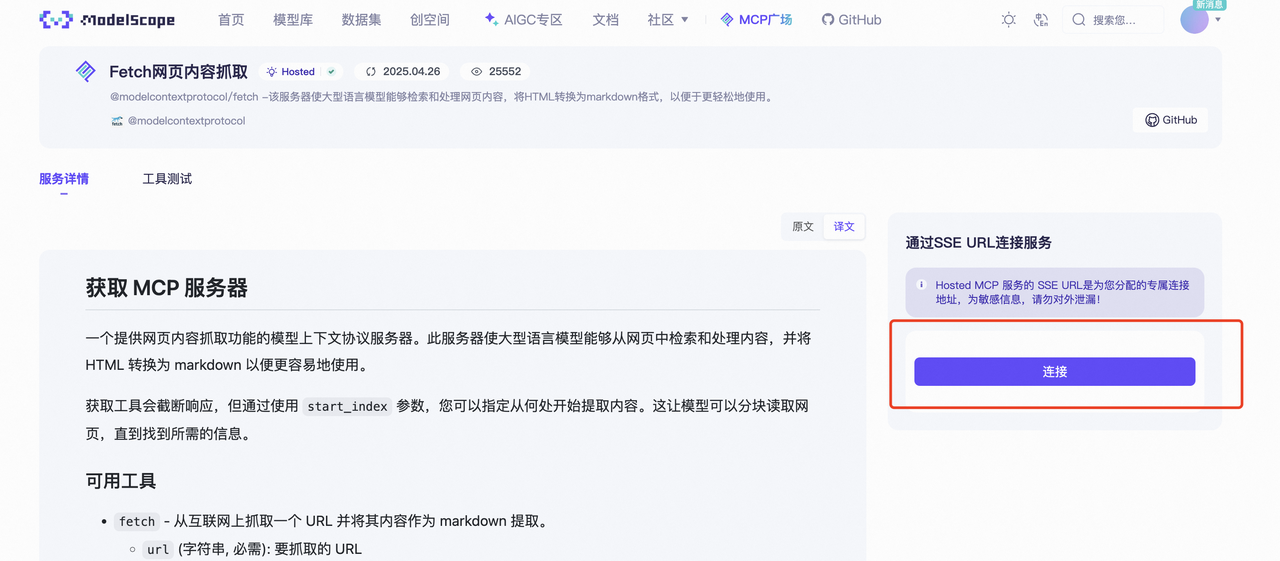 ModelScope 首页 模型库 数据集 创空间 AIGC专区 文档 社区 MCP广场 GitHub 搜索您... 新消息
Fetch网页内容抓取 Hosted 2025.04.26 25552
@modelcontextprotocol/fetch -该服务器使大型语言模型能够检索和处理网页内容，将HTML转换为markdown格式，以便于更轻松地使用。
fetch @modelcontextprotocol
GitHub
服务详情 工具测试
原文 译文
通过SSE URL连接服务
Hosted MCP 服务的 SSE URL是为您分配的专属连接
地址，为敏感信息，请勿对外泄漏！
连接
获取 MCP 服务器
一个提供网页内容抓取功能的模型上下文协议服务器。此服务器使大型语言模型能够从网页中检索和处理内容，并将
HTML 转换为 markdown 以便更容易地使用。
获取工具会截断响应，但通过使用 start_index 参数，您可以指定从何处开始提取内容。这让模型可以分块读取网
页，直到找到所需的信息。
可用工具
• fetch - 从互联网上抓取一个 URL 并将其内容作为 markdown 提取。
◦ url (字符串, 必需): 要抓取的 URL